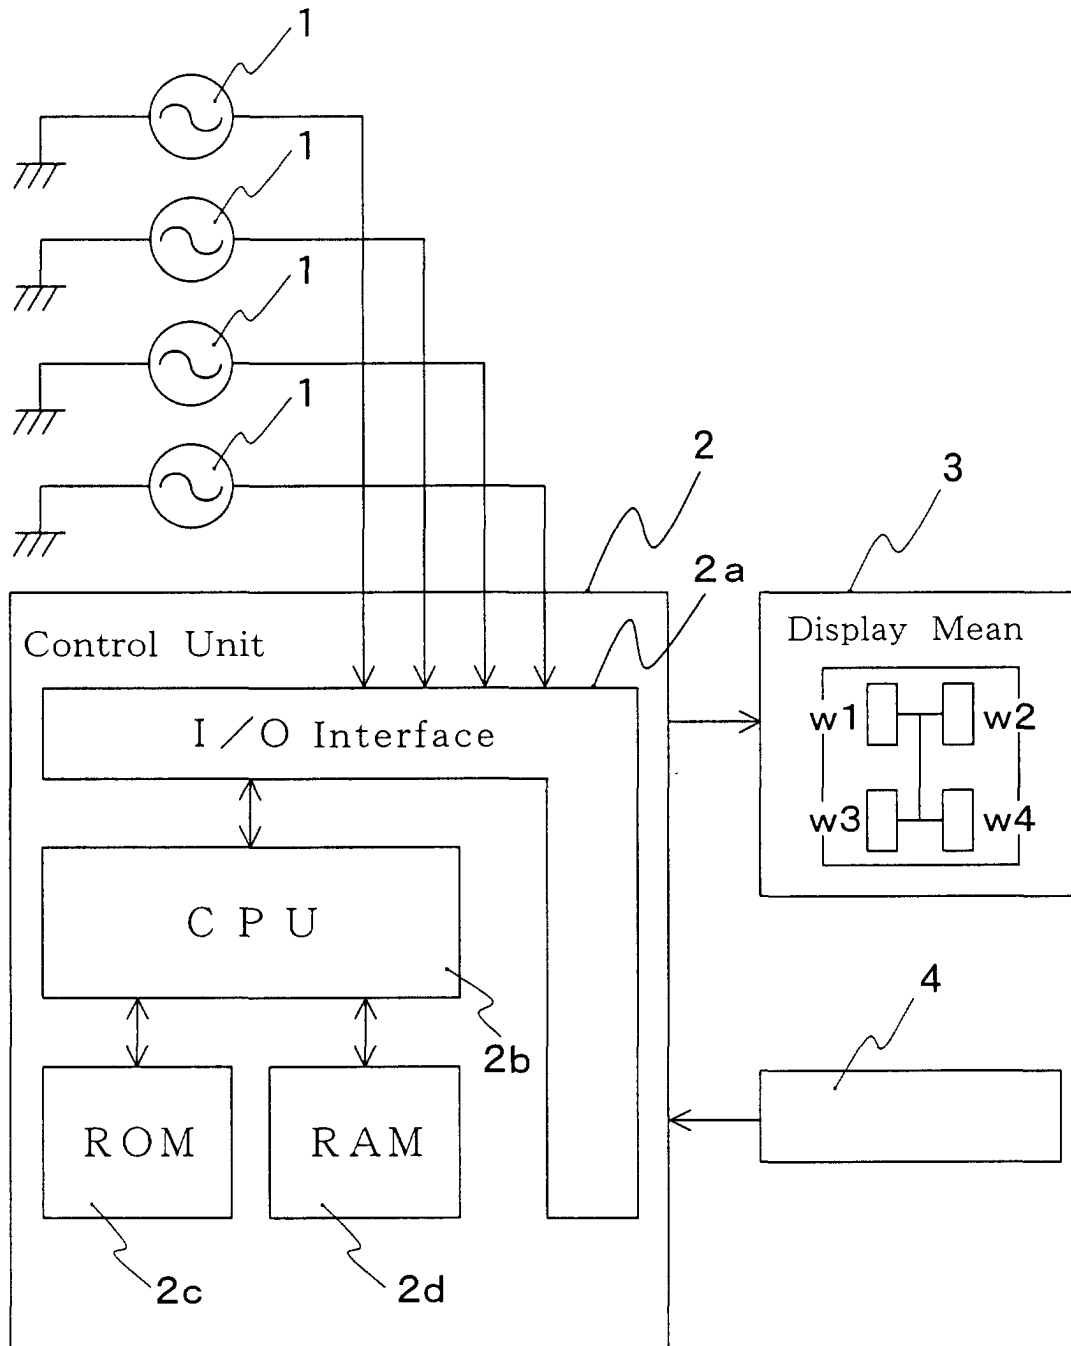 1
1
1
1
2
3
2a
Control Unit
Display Mean
I/O Interface
w1
w2
w3
w4
CPU
4
2b
ROM
RAM
2c
2d